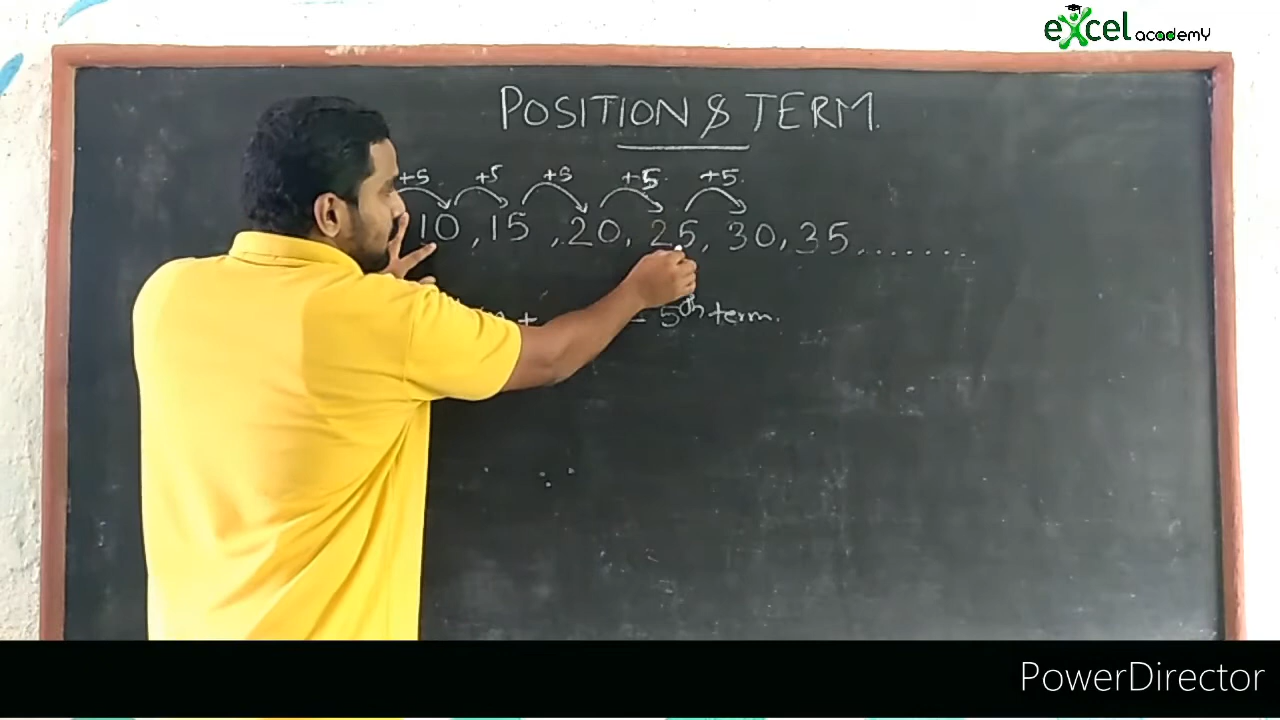 eXcel academy
POSITION & TERM.
+5 +5 +5 +5 +5.
10, 15, 20, 25, 30, 35, .......
+ = 5th term.
PowerDirector